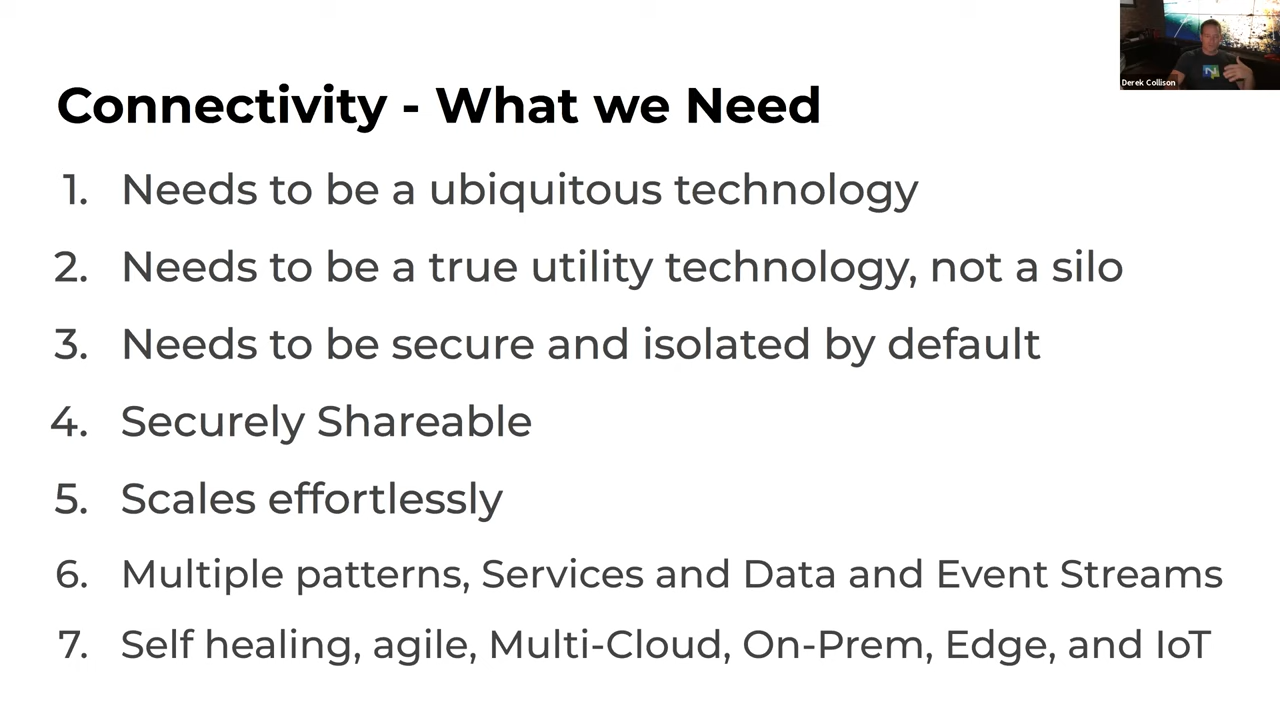 Derek Collison
Connectivity - What we Need
1. Needs to be a ubiquitous technology
2. Needs to be a true utility technology, not a silo
3. Needs to be secure and isolated by default
4. Securely Shareable
5. Scales effortlessly
6. Multiple patterns, Services and Data and Event Streams
7. Self healing, agile, Multi-Cloud, On-Prem, Edge, and IoT